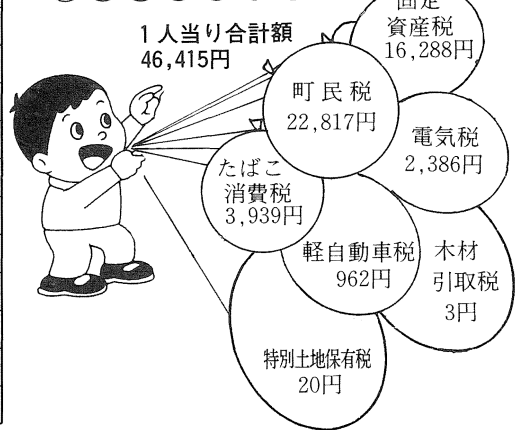 1人当り合計額
46,415円
固定
資産税
16,288円
町民税
22,817円
電気税
2,386円
たばこ
消費税
3,939円
軽自動車税
962円
木材
引取税
3円
特別土地保有税
20円